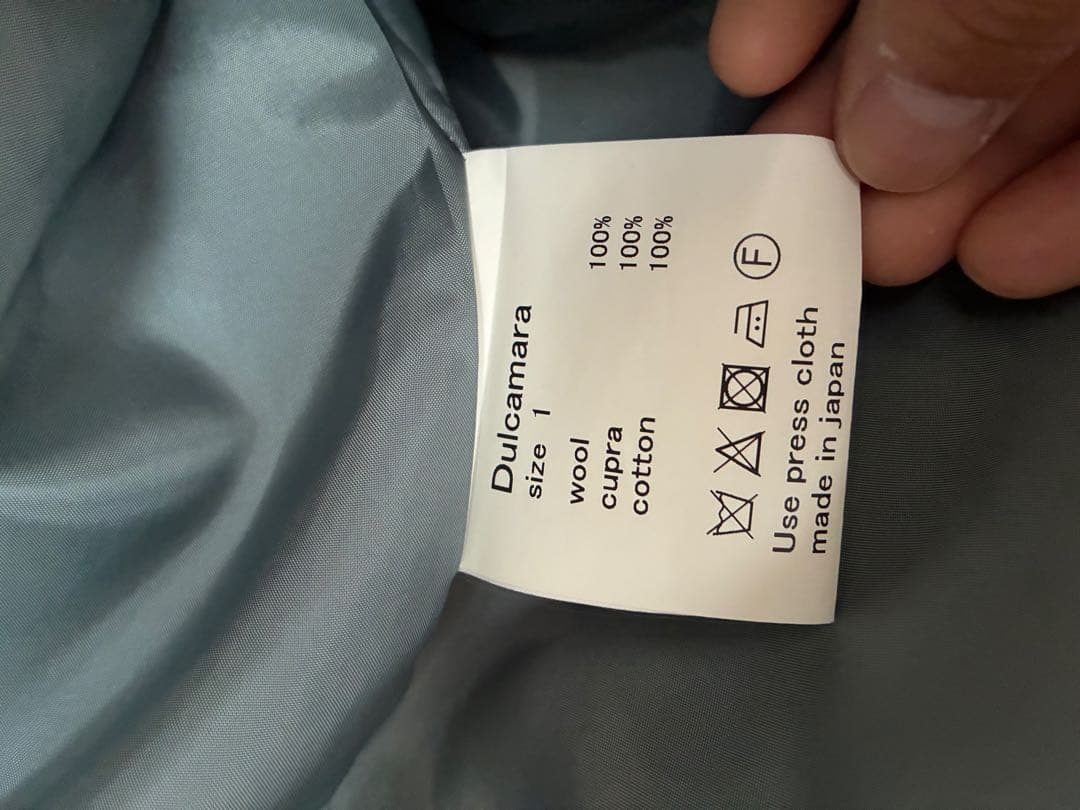 Dulcamara
size 1
wool 100%
cupra 100%
cotton 100%
F
Use press cloth
made in japan